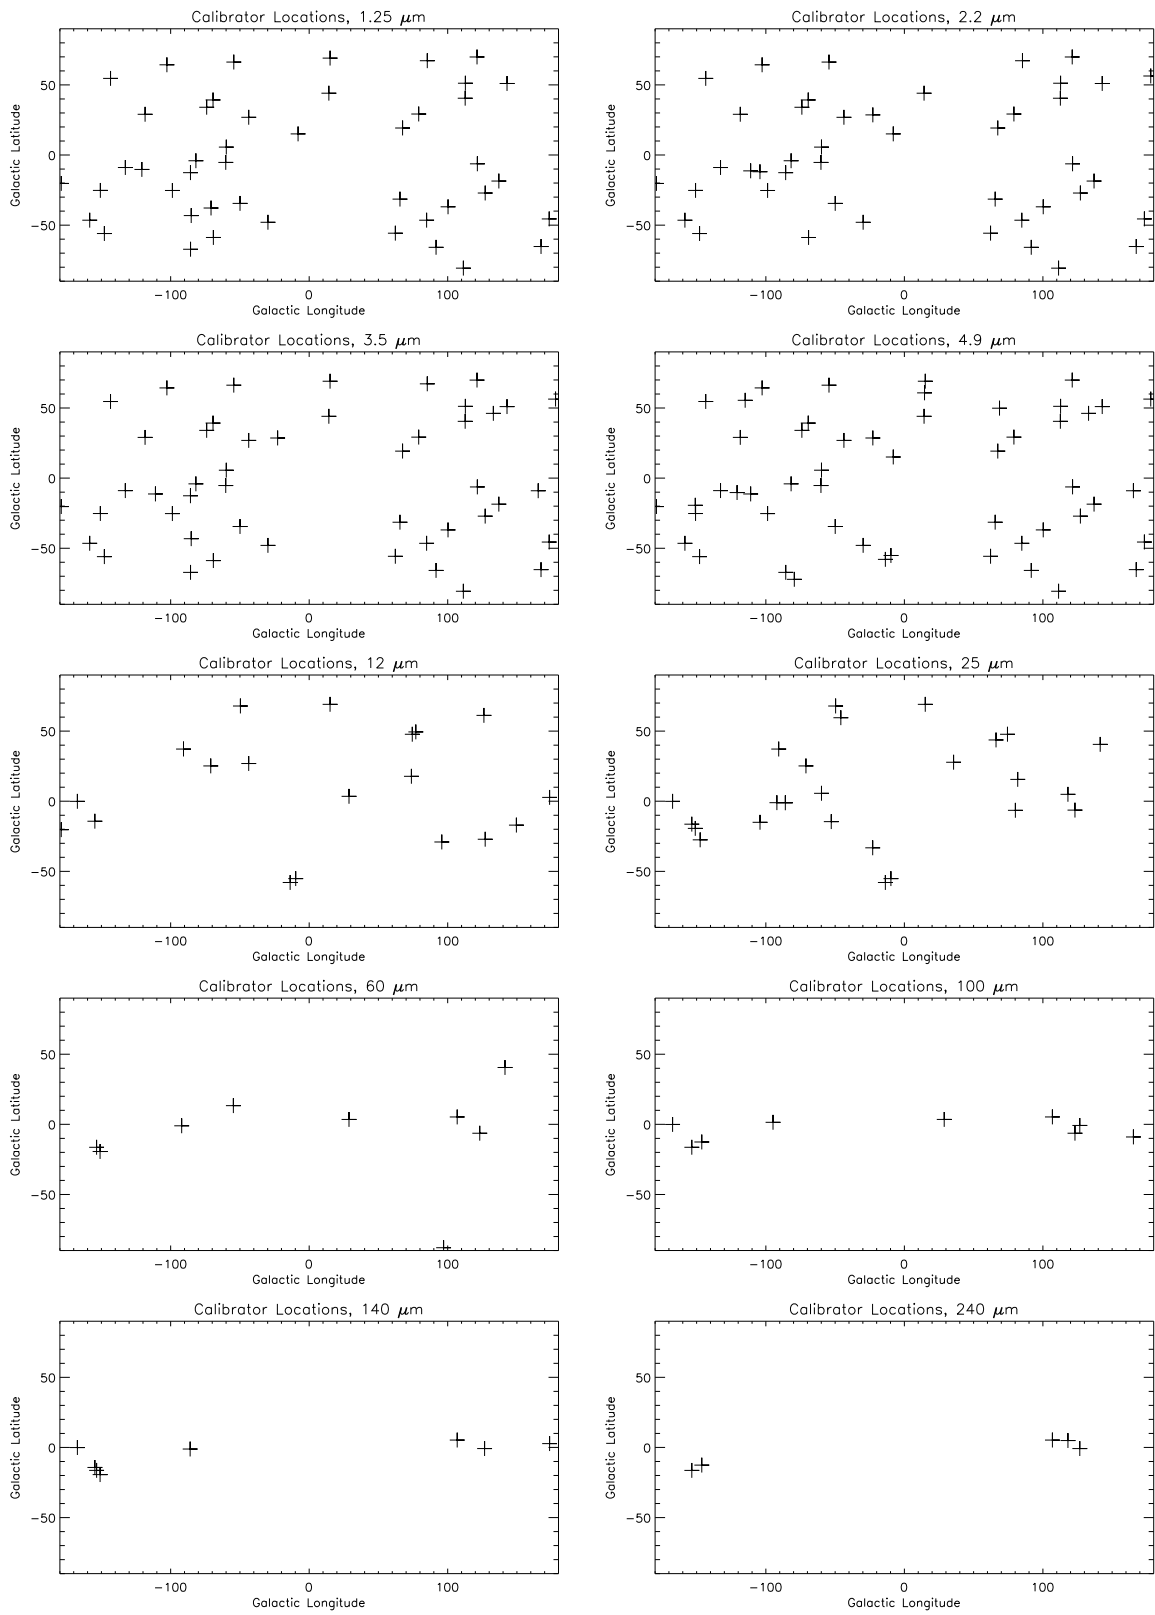 Calibrator Locations, 1.25 μm
Galactic Latitude
50
0
−50
−100 0 100
Galactic Longitude
Calibrator Locations, 2.2 μm
Galactic Latitude
50
0
−50
−100 0 100
Galactic Longitude
Calibrator Locations, 3.5 μm
Galactic Latitude
50
0
−50
−100 0 100
Galactic Longitude
Calibrator Locations, 4.9 μm
Galactic Latitude
50
0
−50
−100 0 100
Galactic Longitude
Calibrator Locations, 12 μm
Galactic Latitude
50
0
−50
−100 0 100
Galactic Longitude
Calibrator Locations, 25 μm
Galactic Latitude
50
0
−50
−100 0 100
Galactic Longitude
Calibrator Locations, 60 μm
Galactic Latitude
50
0
−50
−100 0 100
Galactic Longitude
Calibrator Locations, 100 μm
Galactic Latitude
50
0
−50
−100 0 100
Galactic Longitude
Calibrator Locations, 140 μm
Galactic Latitude
50
0
−50
−100 0 100
Galactic Longitude
Calibrator Locations, 240 μm
Galactic Latitude
50
0
−50
−100 0 100
Galactic Longitude